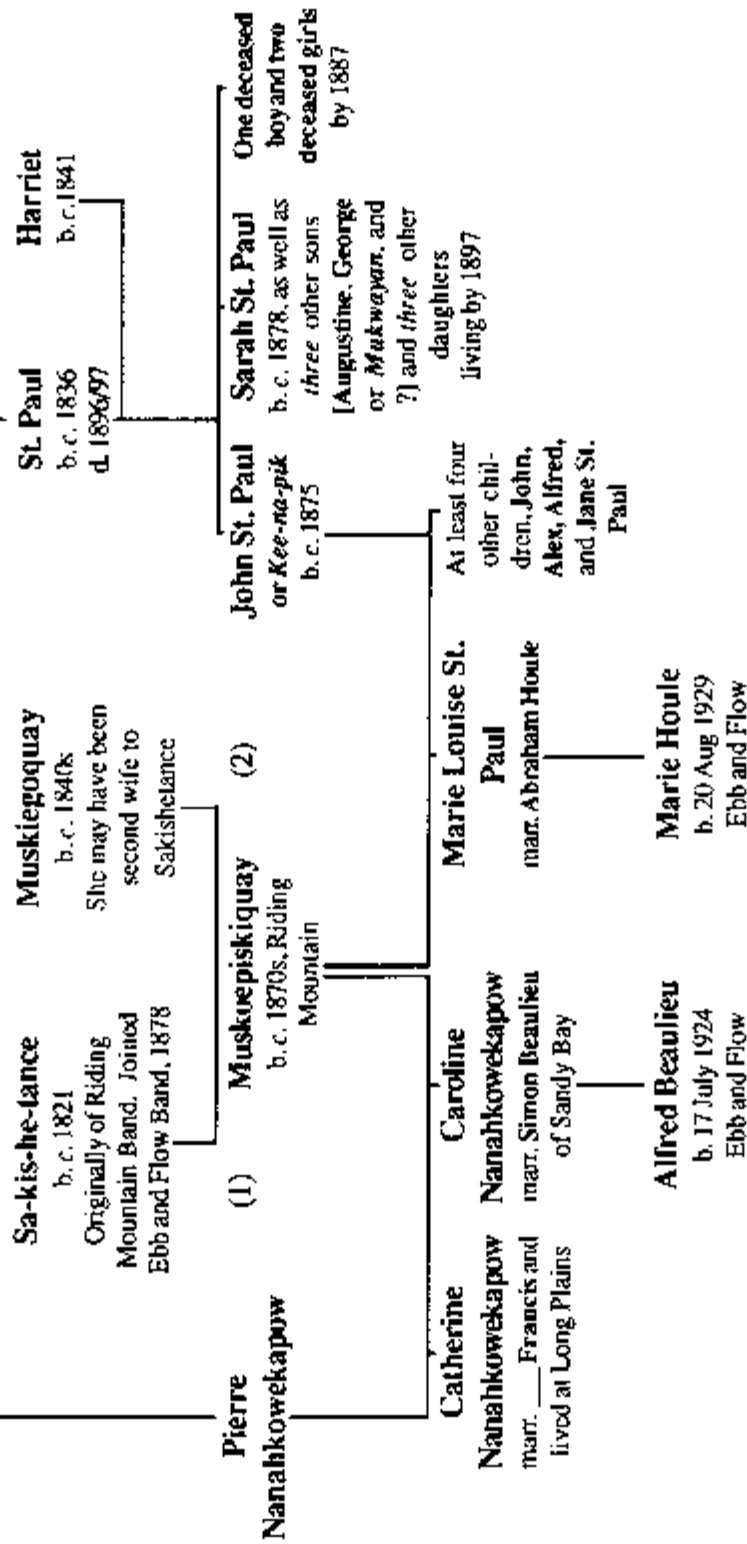 Sa-kis-he-tance
b. c. 1821
Originally of Riding
Mountain Band. Joined
Ebb and Flow Band, 1878
Muskiegoquay
b. c. 1840s
She may have been
second wife to
Sakishetance
St. Paul
b. c. 1836
d. 1896/97
Harriet
b. c. 1841
Pierre
Nanahkowekapow
(1)
Muskuepiskiquay
b. c. 1870s, Riding
Mountain
(2)
John St. Paul
or Kee-na-pik
b. c. 1875
Sarah St. Paul
b. c. 1878, as well as
three other sons
[Augustine, George
or Mukwayan, and
?] and three other
daughters
living by 1897
One deceased
boy and two
deceased girls
by 1887
Catherine
Nanahkowekapow
marr. ___ Francis and
lived at Long Plains
Caroline
Nanahkowekapow
marr. Simon Beaulieu
of Sandy Bay
Marie Louise St.
Paul
marr. Abraham Houle
At least four
other chil-
dren, John,
Alex, Alfred,
and Jane St.
Paul
Alfred Beaulieu
b. 17 July 1924
Ebb and Flow
Marie Houle
b. 20 Aug 1929
Ebb and Flow